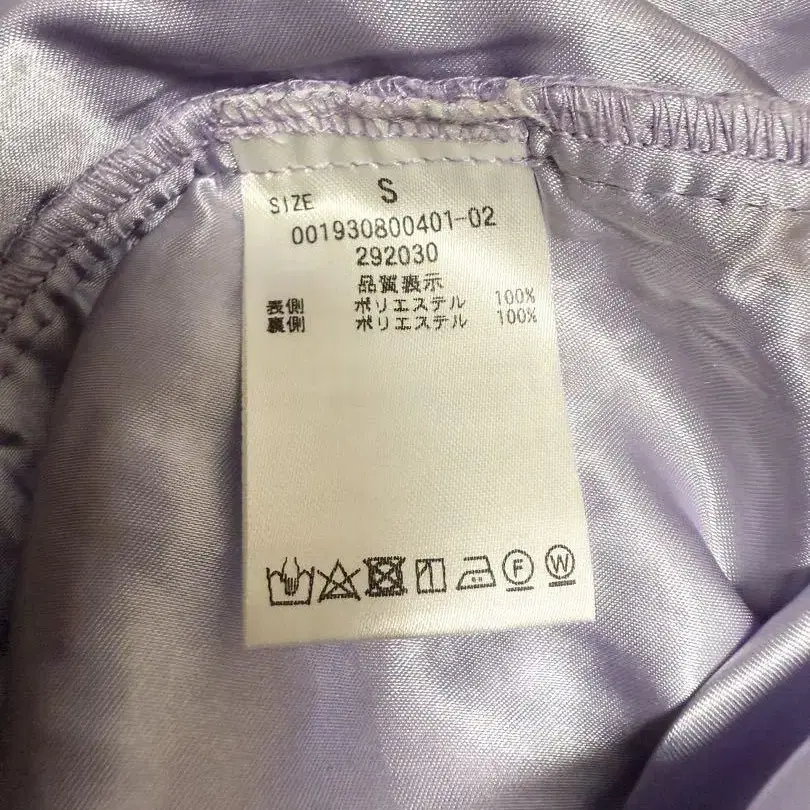 SIZE S
001930800401-02
292030
品質表示
表側 ポリエステル 100%
裏側 ポリエステル 100%
F W